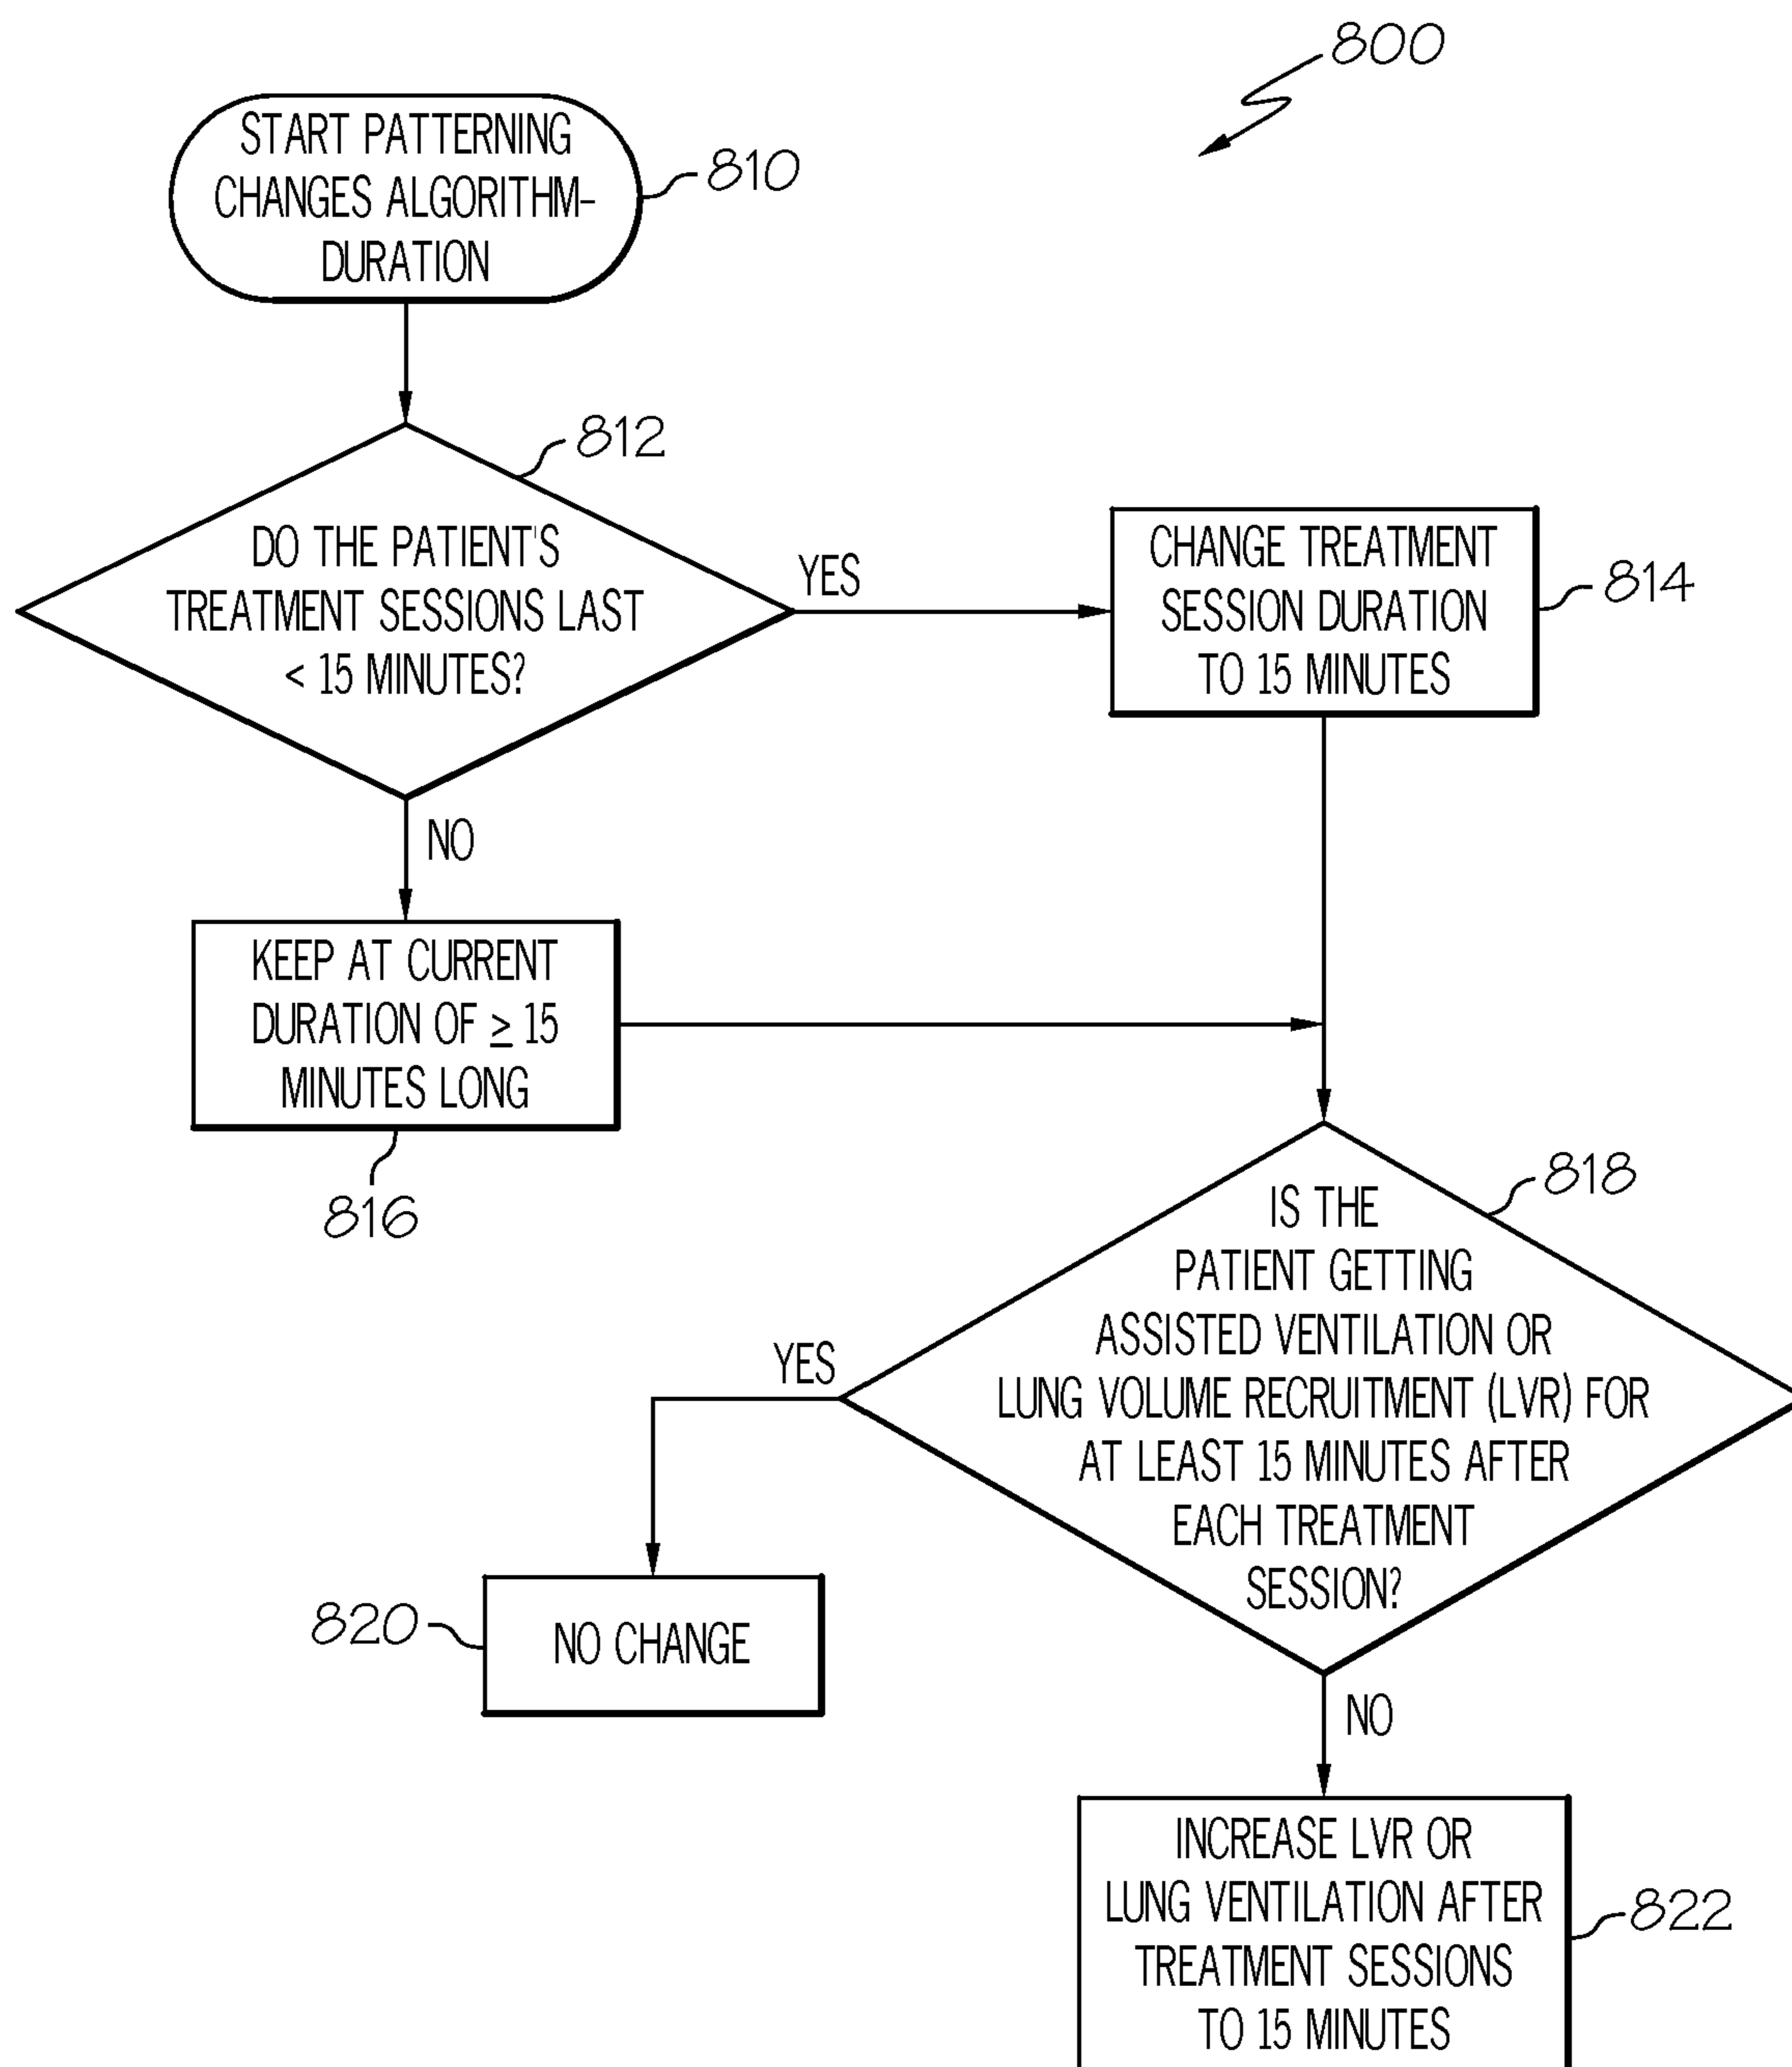 800
START PATTERNING
CHANGES ALGORITHM-
DURATION
810
812
DO THE PATIENT'S
TREATMENT SESSIONS LAST
< 15 MINUTES?
YES
CHANGE TREATMENT
SESSION DURATION
TO 15 MINUTES
814
NO
KEEP AT CURRENT
DURATION OF ≥ 15
MINUTES LONG
816
818
IS THE
PATIENT GETTING
ASSISTED VENTILATION OR
LUNG VOLUME RECRUITMENT (LVR) FOR
AT LEAST 15 MINUTES AFTER
EACH TREATMENT
SESSION?
YES
820
NO CHANGE
NO
INCREASE LVR OR
LUNG VENTILATION AFTER
TREATMENT SESSIONS
TO 15 MINUTES
822